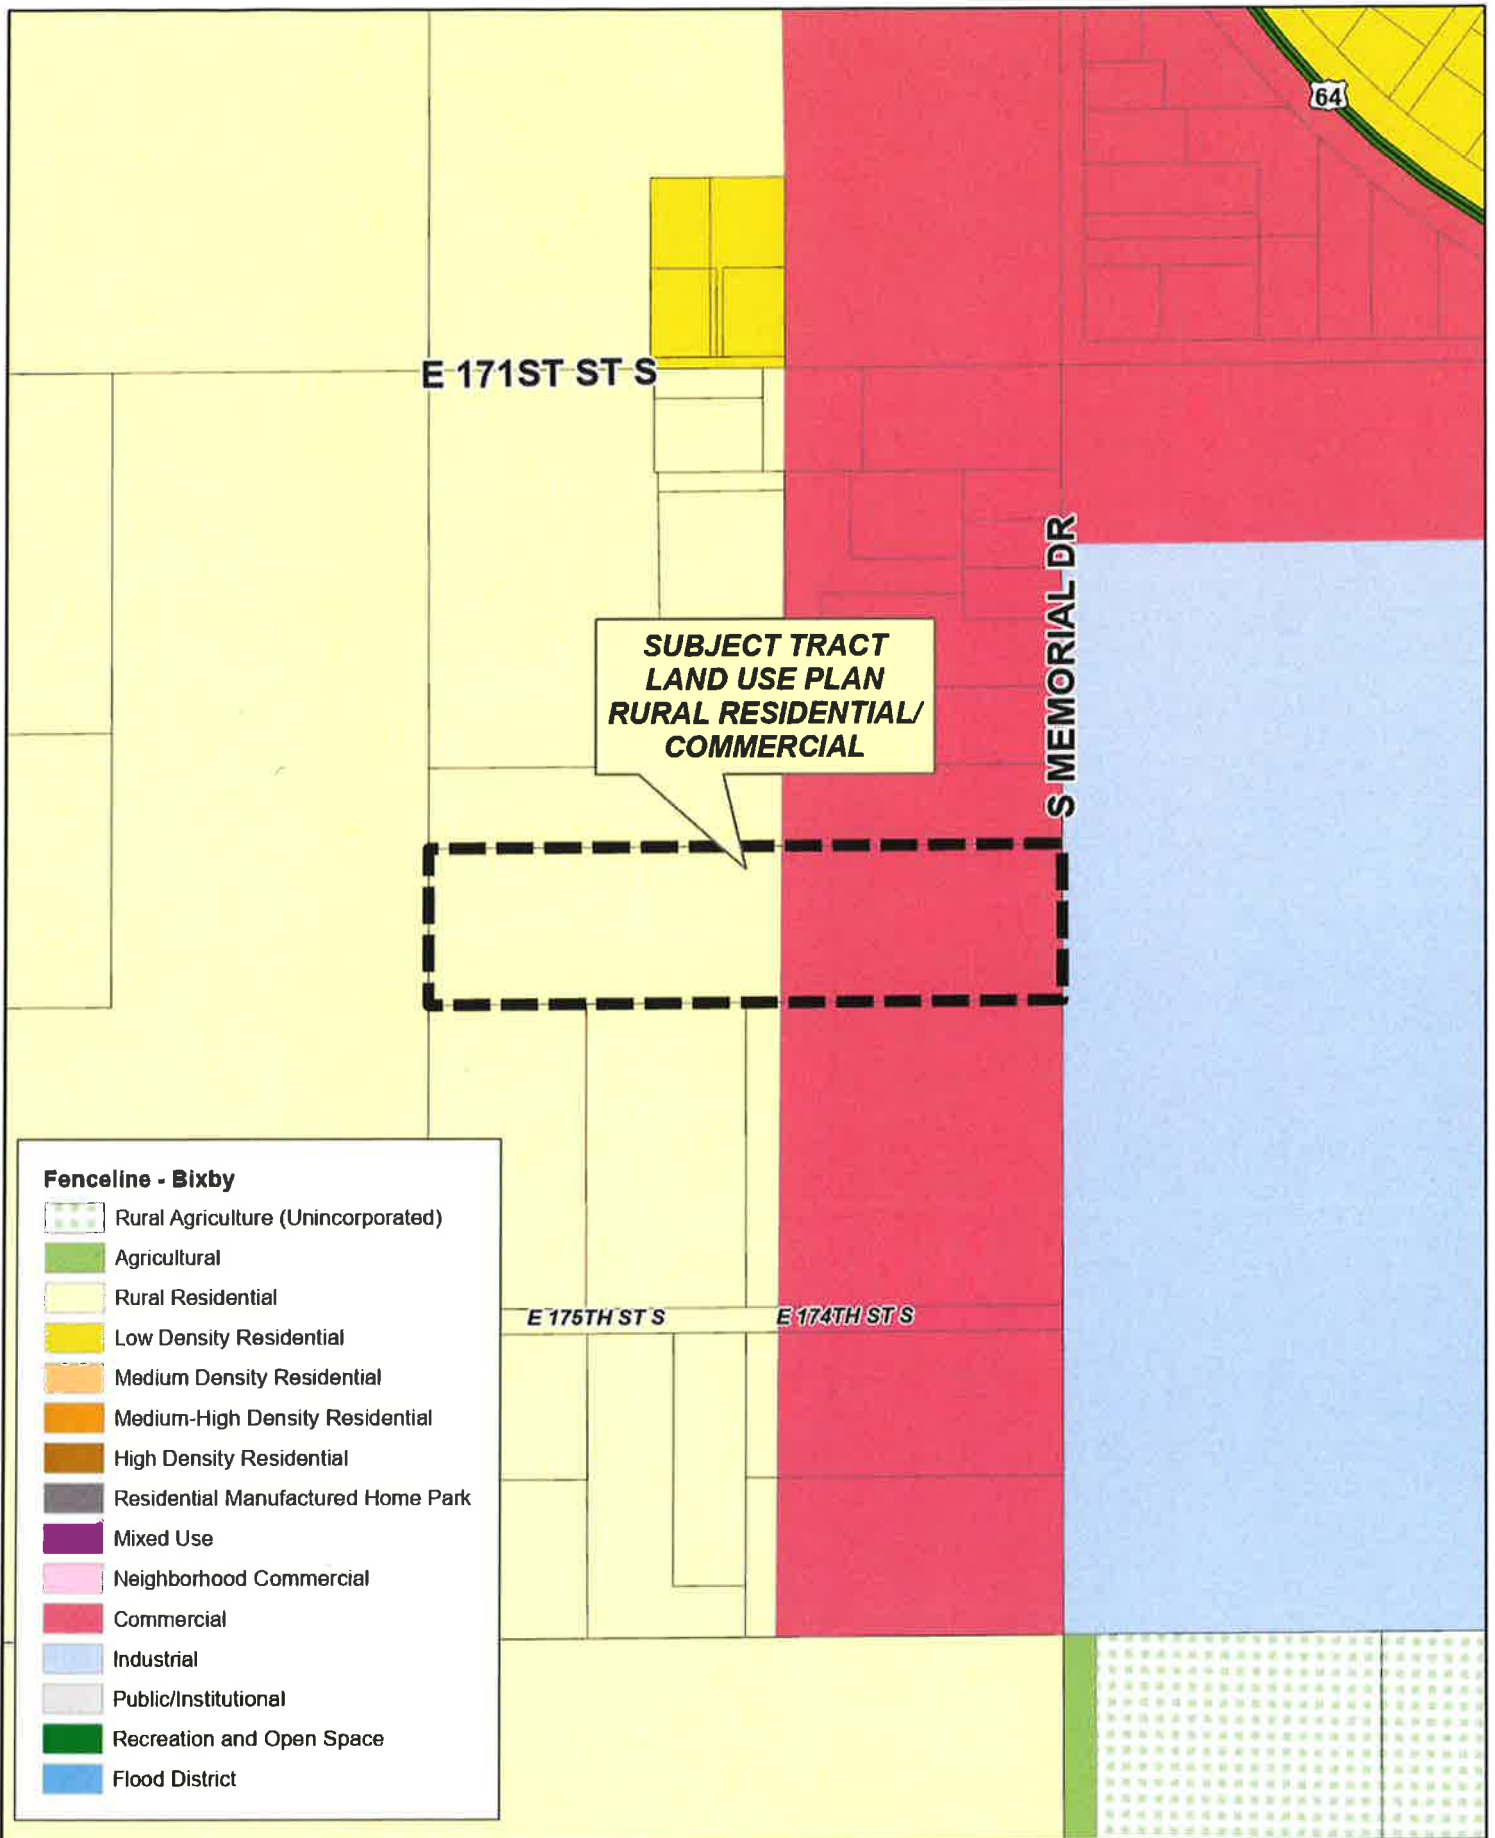 64
E 171ST ST S
S MEMORIAL DR
SUBJECT TRACT
LAND USE PLAN
RURAL RESIDENTIAL/
COMMERCIAL
E 175TH ST S
E 174TH ST S
Fenceline - Bixby
Rural Agriculture (Unincorporated)
Agricultural
Rural Residential
Low Density Residential
Medium Density Residential
Medium-High Density Residential
High Density Residential
Residential Manufactured Home Park
Mixed Use
Neighborhood Commercial
Commercial
Industrial
Public/Institutional
Recreation and Open Space
Flood District